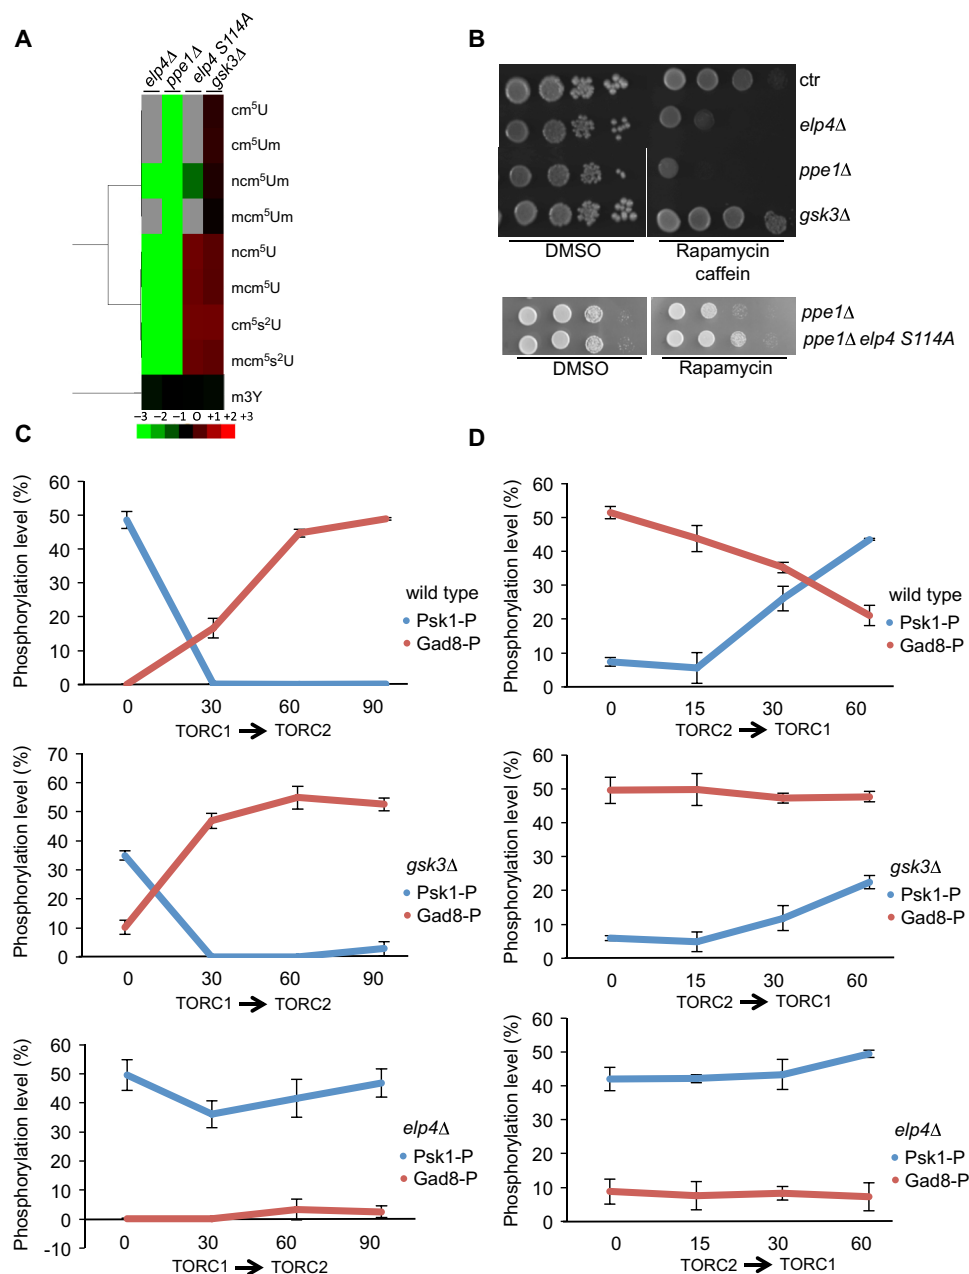 A
elp4Δ
ppe1Δ
elp4 S114A
gsk3Δ
cm⁵U
cm⁵Um
ncm⁵Um
mcm⁵Um
ncm⁵U
mcm⁵U
cm⁵s²U
mcm⁵s²U
m3Y
−3 −2 −1 O +1 +2 +3
B
ctr
elp4Δ
ppe1Δ
gsk3Δ
DMSO
Rapamycin
caffein
ppe1Δ
ppe1Δ elp4 S114A
DMSO
Rapamycin
C
Phosphorylation level (%)
60
50
40
30
20
10
0
wild type
Psk1-P
Gad8-P
0 30 60 90
TORC1 → TORC2
Phosphorylation level (%)
70
60
50
40
30
20
10
0
gsk3Δ
Psk1-P
Gad8-P
0 30 60 90
TORC1 → TORC2
Phosphorylation level (%)
60
50
40
30
20
10
0
-10
elp4Δ
Psk1-P
Gad8-P
0 30 60 90
TORC1 → TORC2
D
Phosphorylation level (%)
60
50
40
30
20
10
0
wild type
Psk1-P
Gad8-P
0 15 30 60
TORC2 → TORC1
Phosphorylation level (%)
60
50
40
30
20
10
0
gsk3Δ
Psk1-P
Gad8-P
0 15 30 60
TORC2 → TORC1
Phosphorylation level (%)
60
50
40
30
20
10
0
elp4Δ
Psk1-P
Gad8-P
0 15 30 60
TORC2 → TORC1